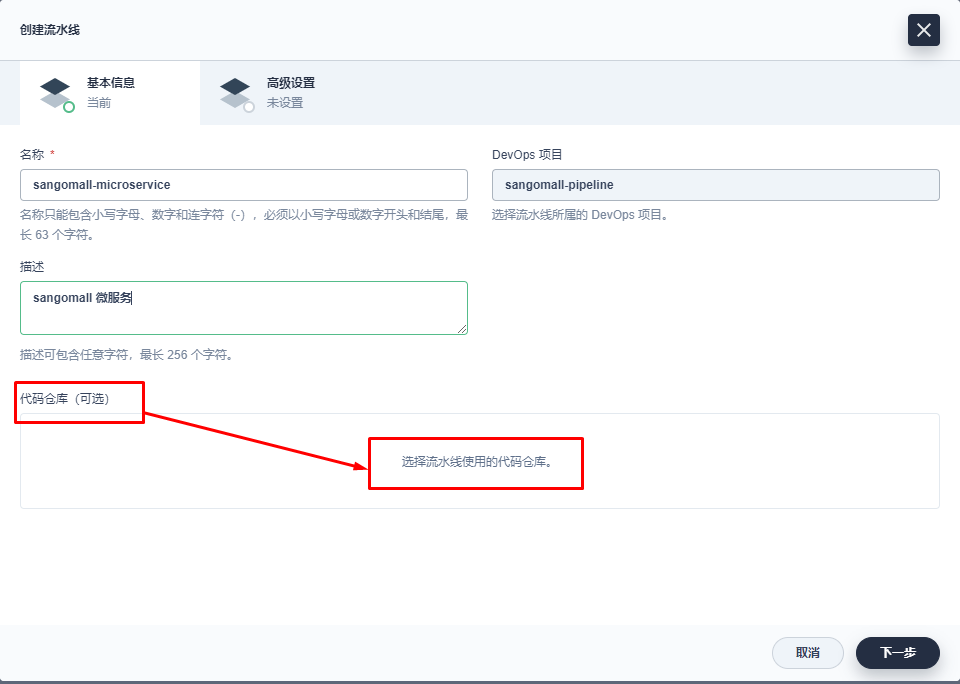 创建流水线
基本信息
当前
高级设置
未设置
名称 *
DevOps 项目
sangomall-microservice
sangomall-pipeline
名称只能包含小写字母、数字和连字符（-），必须以小写字母或数字开头和结尾，最
长 63 个字符。
选择流水线所属的 DevOps 项目。
描述
sangomall 微服务
描述可包含任意字符，最长 256 个字符。
代码仓库（可选）
选择流水线使用的代码仓库。
取消
下一步